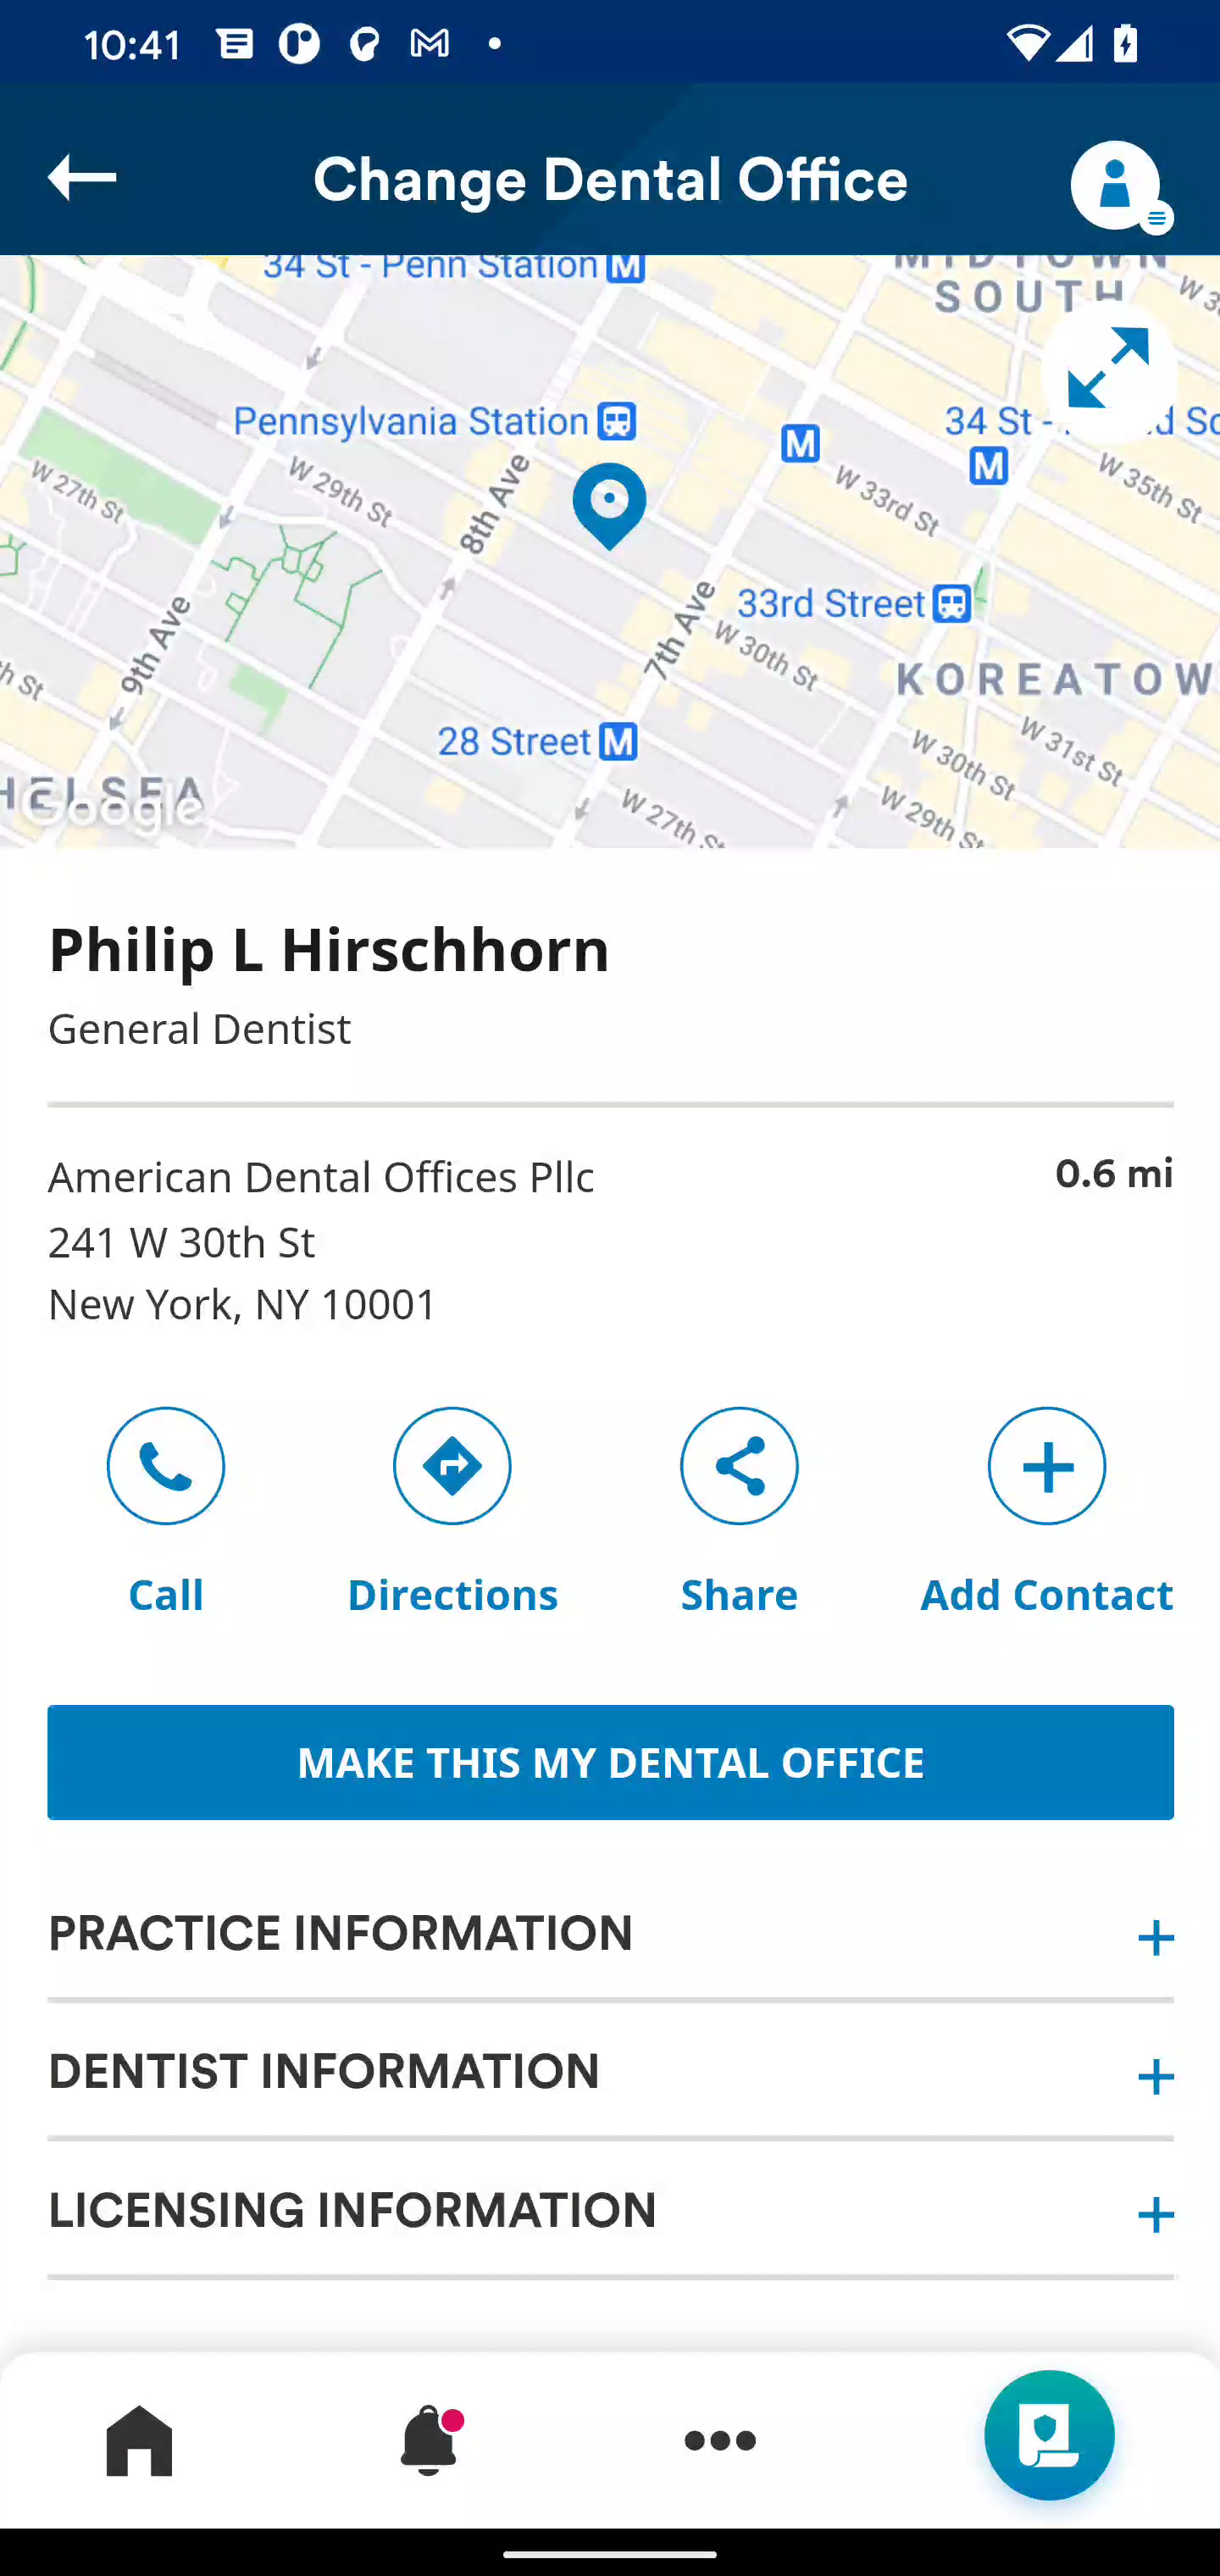 10:41
Change Dental Office
34 St - Penn Station M
SOUTH
Pennsylvania Station
34 St -
M
M
W 27th St
W 29th St
8th Ave
W 33rd St
W 35th St
33rd Street
9th Ave
7th Ave
W 30th St
KOREATOW
28 Street M
W 31st St
W 30th St
W 27th St
W 29th St
HELSEA
Google
Philip L Hirschhorn
General Dentist
American Dental Offices Pllc
0.6 mi
241 W 30th St
New York, NY 10001
Call
Directions
Share
Add Contact
MAKE THIS MY DENTAL OFFICE
PRACTICE INFORMATION
DENTIST INFORMATION
LICENSING INFORMATION